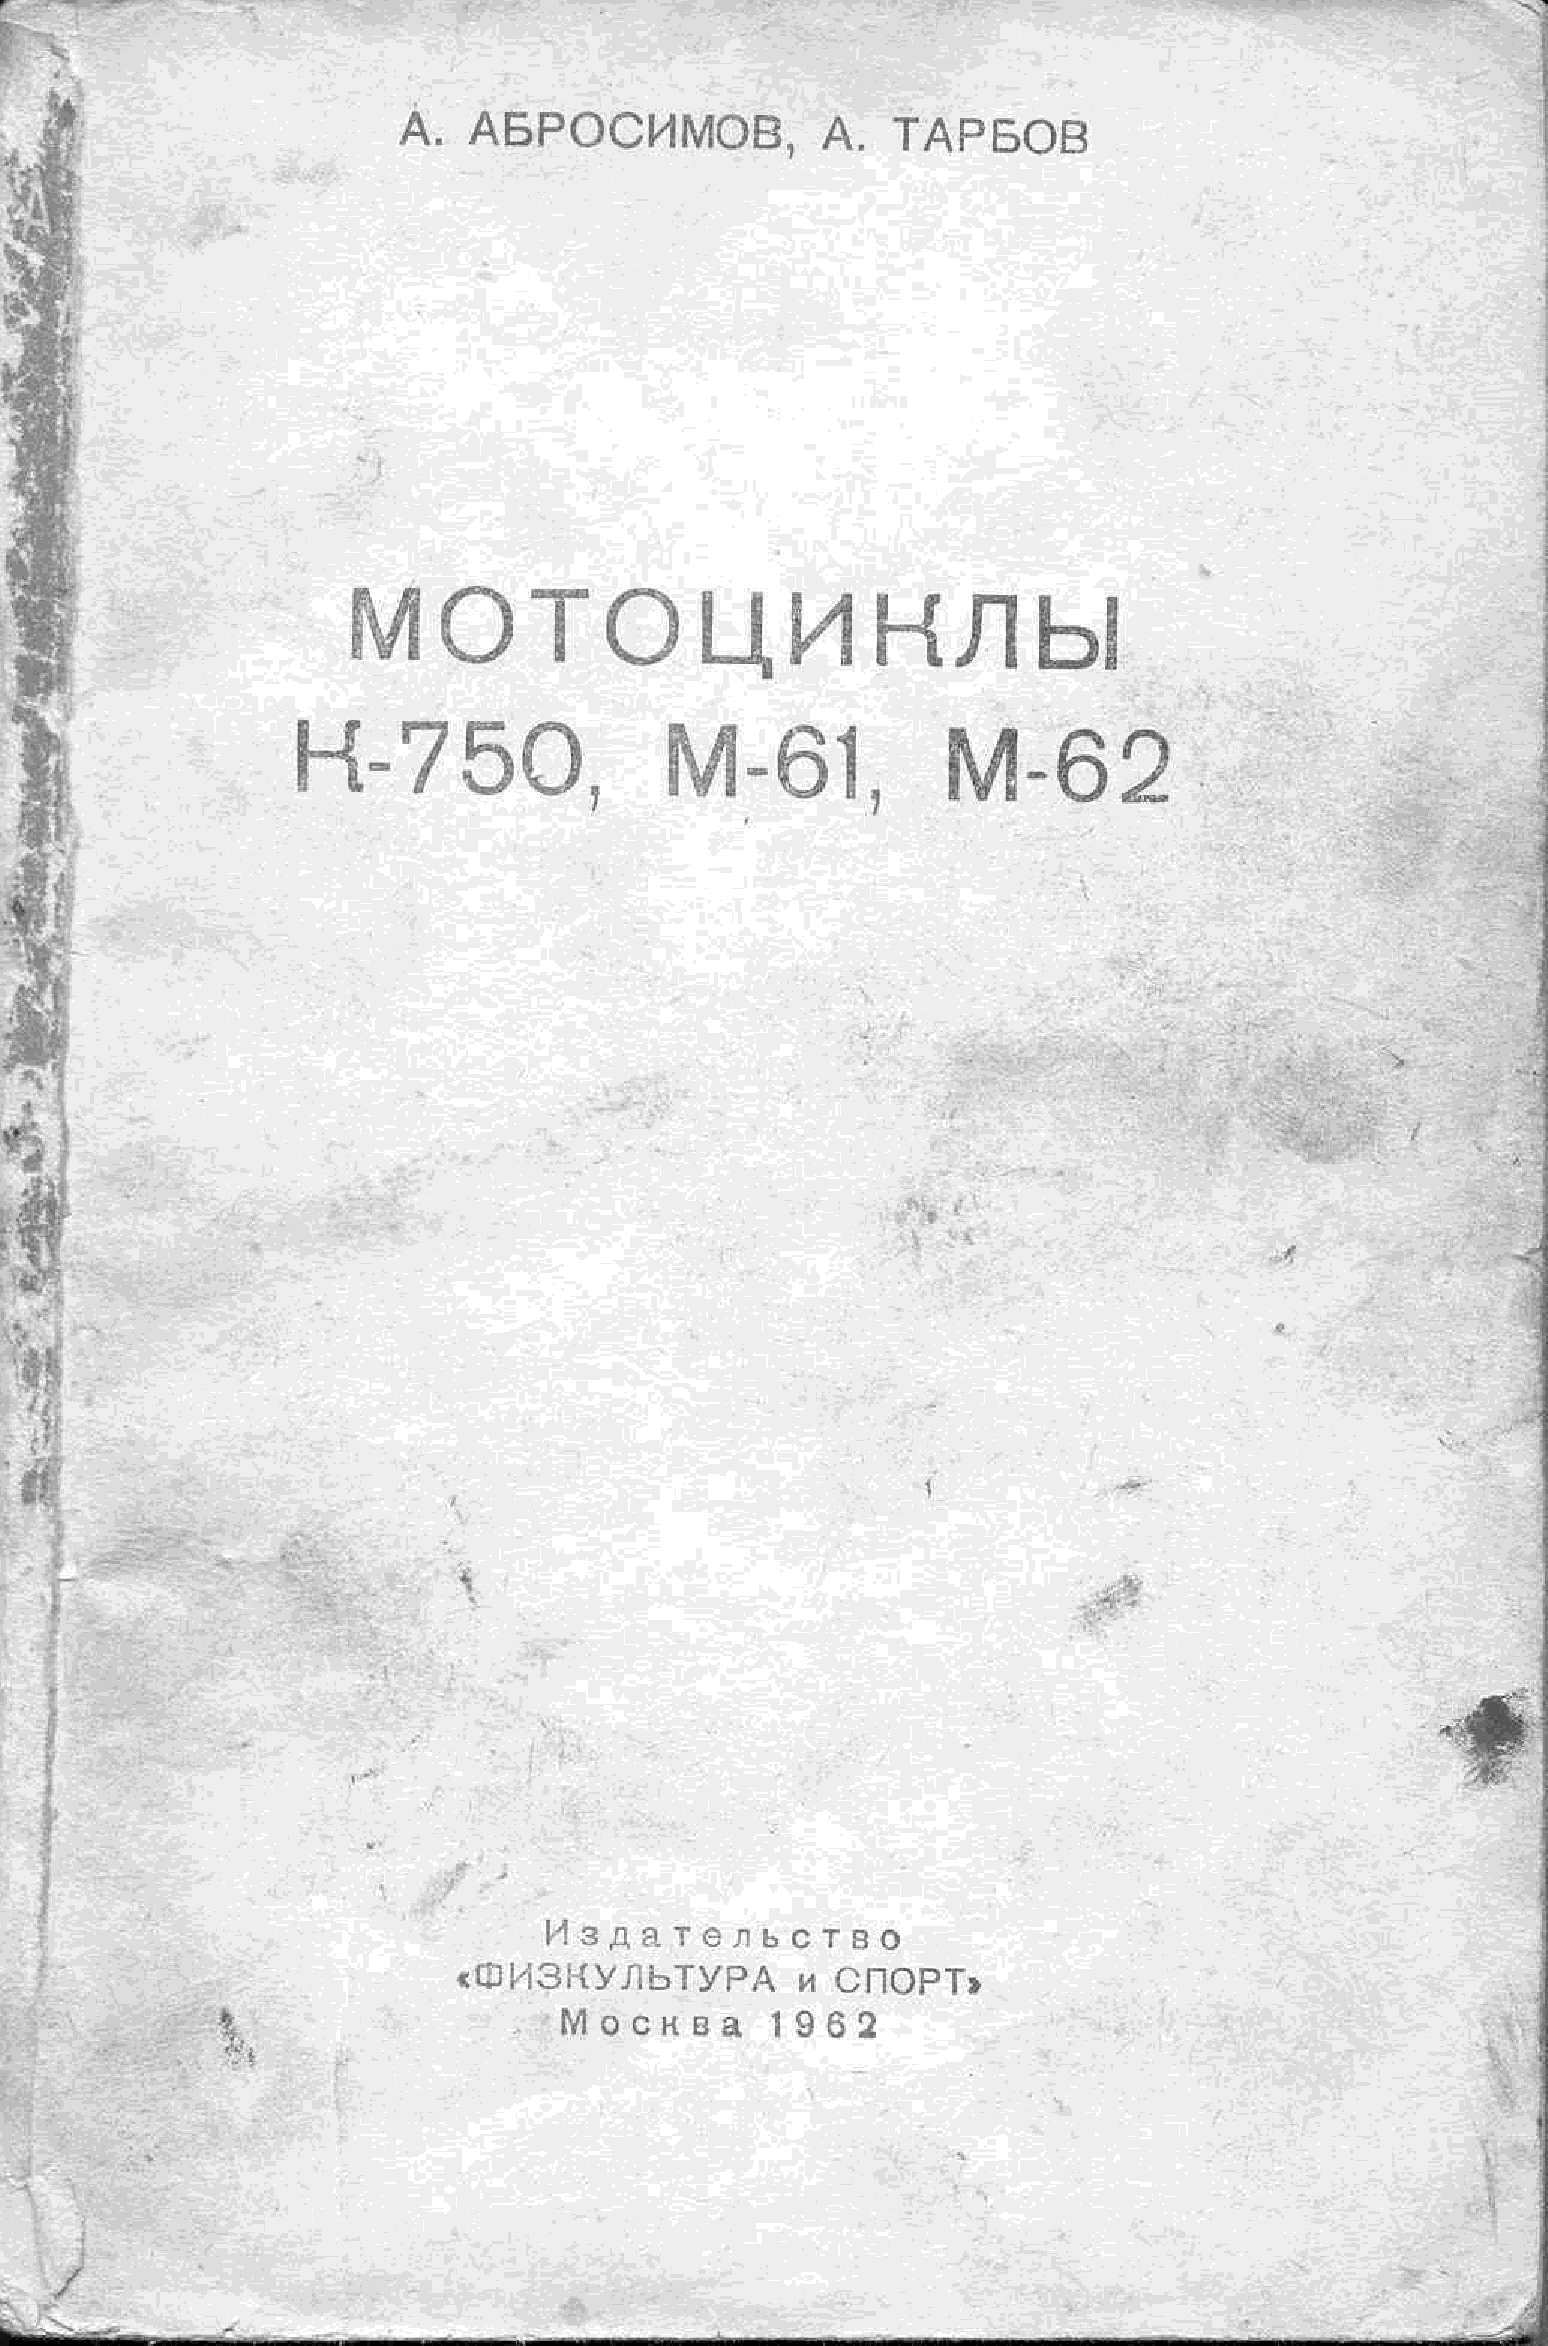 А. АБРОСИМОВ, А. ТАРБОВ
МОТОЦИКЛЫ
К-750, М-61, М-62
Издательство
«ФИЗКУЛЬТУРА и СПОРТ»
Москва 1962